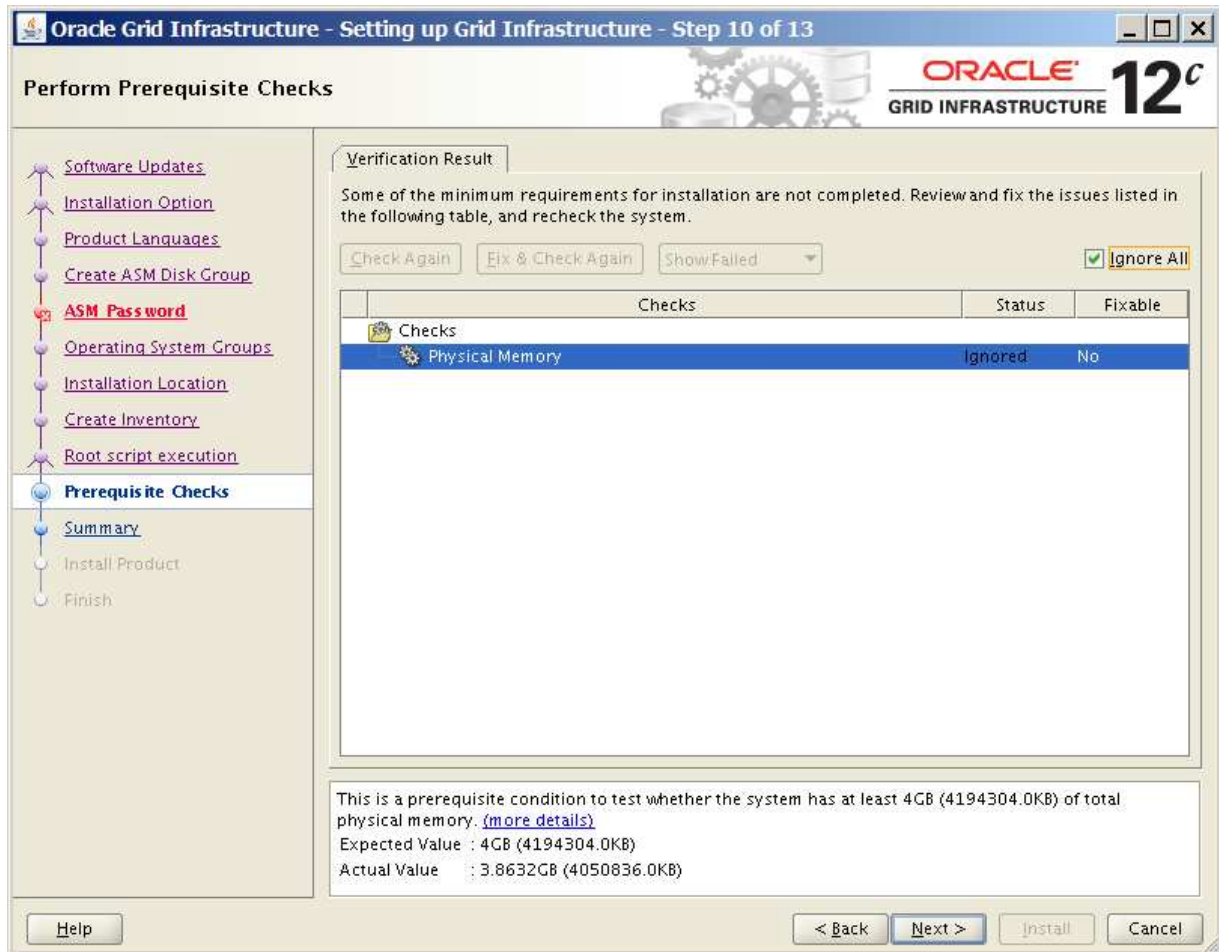 Oracle Grid Infrastructure - Setting up Grid Infrastructure - Step 10 of 13
Perform Prerequisite Checks
ORACLE
GRID INFRASTRUCTURE
12c
Software Updates
Installation Option
Product Languages
Create ASM Disk Group
ASM Password
Operating System Groups
Installation Location
Create Inventory
Root script execution
Prerequisite Checks
Summary
Install Product
Finish
Verification Result
Some of the minimum requirements for installation are not completed. Review and fix the issues listed in
the following table, and recheck the system.
Check Again Fix & Check Again Show Failed Ignore All
Checks Status Fixable
Checks
Physical Memory Ignored No
This is a prerequisite condition to test whether the system has at least 4GB (4194304.0KB) of total
physical memory. (more details)
Expected Value : 4GB (4194304.0KB)
Actual Value : 3.8632GB (4050836.0KB)
Help < Back Next > Install Cancel